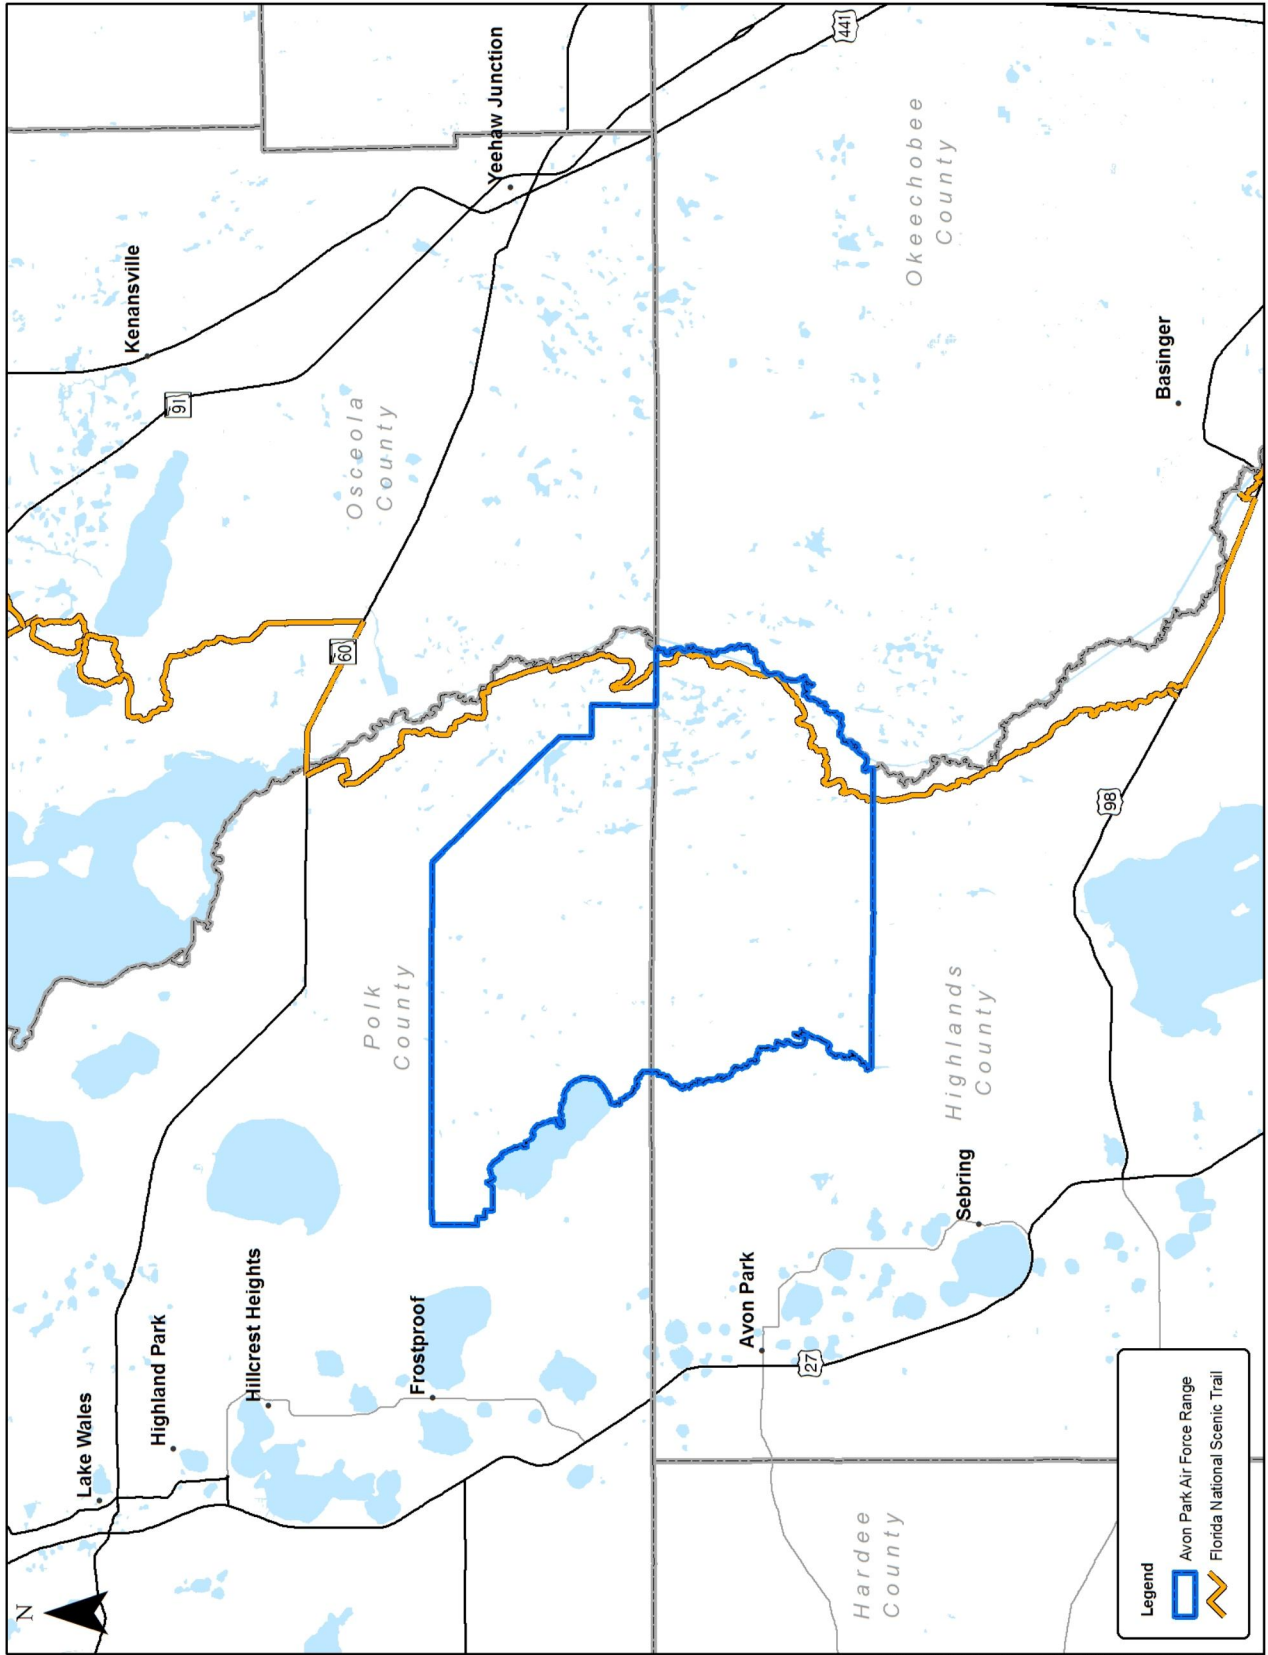 N
Lake Wales
Highland Park
Hillcrest Heights
Frostproof
Avon Park
Sebring
Kenansville
Yeehaw Junction
Basinger
Polk
County
Osceola
County
Hardee
County
Highlands
County
Okeechobee
County
91
60
441
27
98
Legend
Avon Park Air Force Range
Florida National Scenic Trail